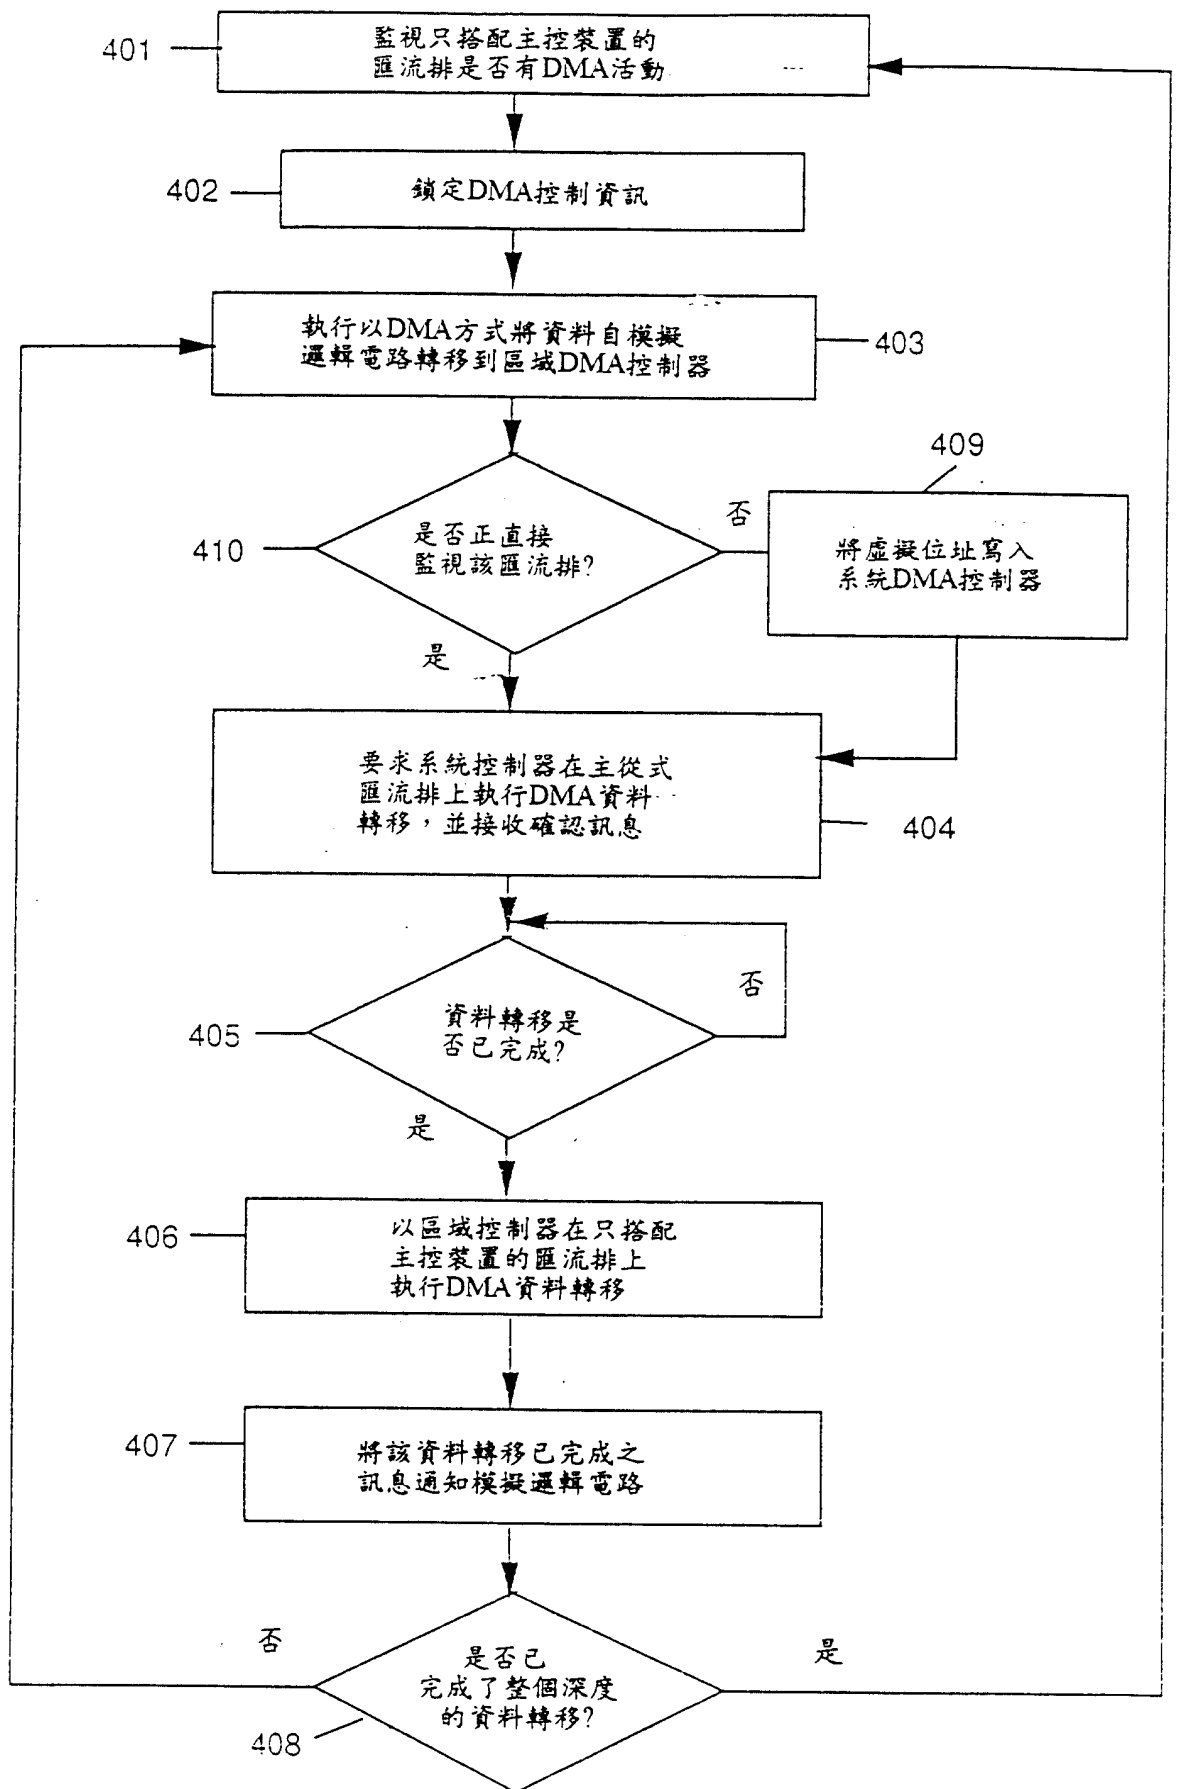 401
監視只搭配主控裝置的
匯流排是否有DMA活動
402
鎖定DMA控制資訊
執行以DMA方式將資料自模擬
邏輯電路轉移到區域DMA控制器
403
409
410
是否正直接
監視該匯流排?
否
將虛擬位址寫入
系統DMA控制器
是
要求系統控制器在主從式
匯流排上執行DMA資料
轉移，並接收確認訊息
404
否
405
資料轉移是
否已完成?
是
406
以區域控制器在只搭配
主控裝置的匯流排上
執行DMA資料轉移
407
將該資料轉移已完成之
訊息通知模擬邏輯電路
否
是
是否已
完成了整個深度
的資料轉移?
408